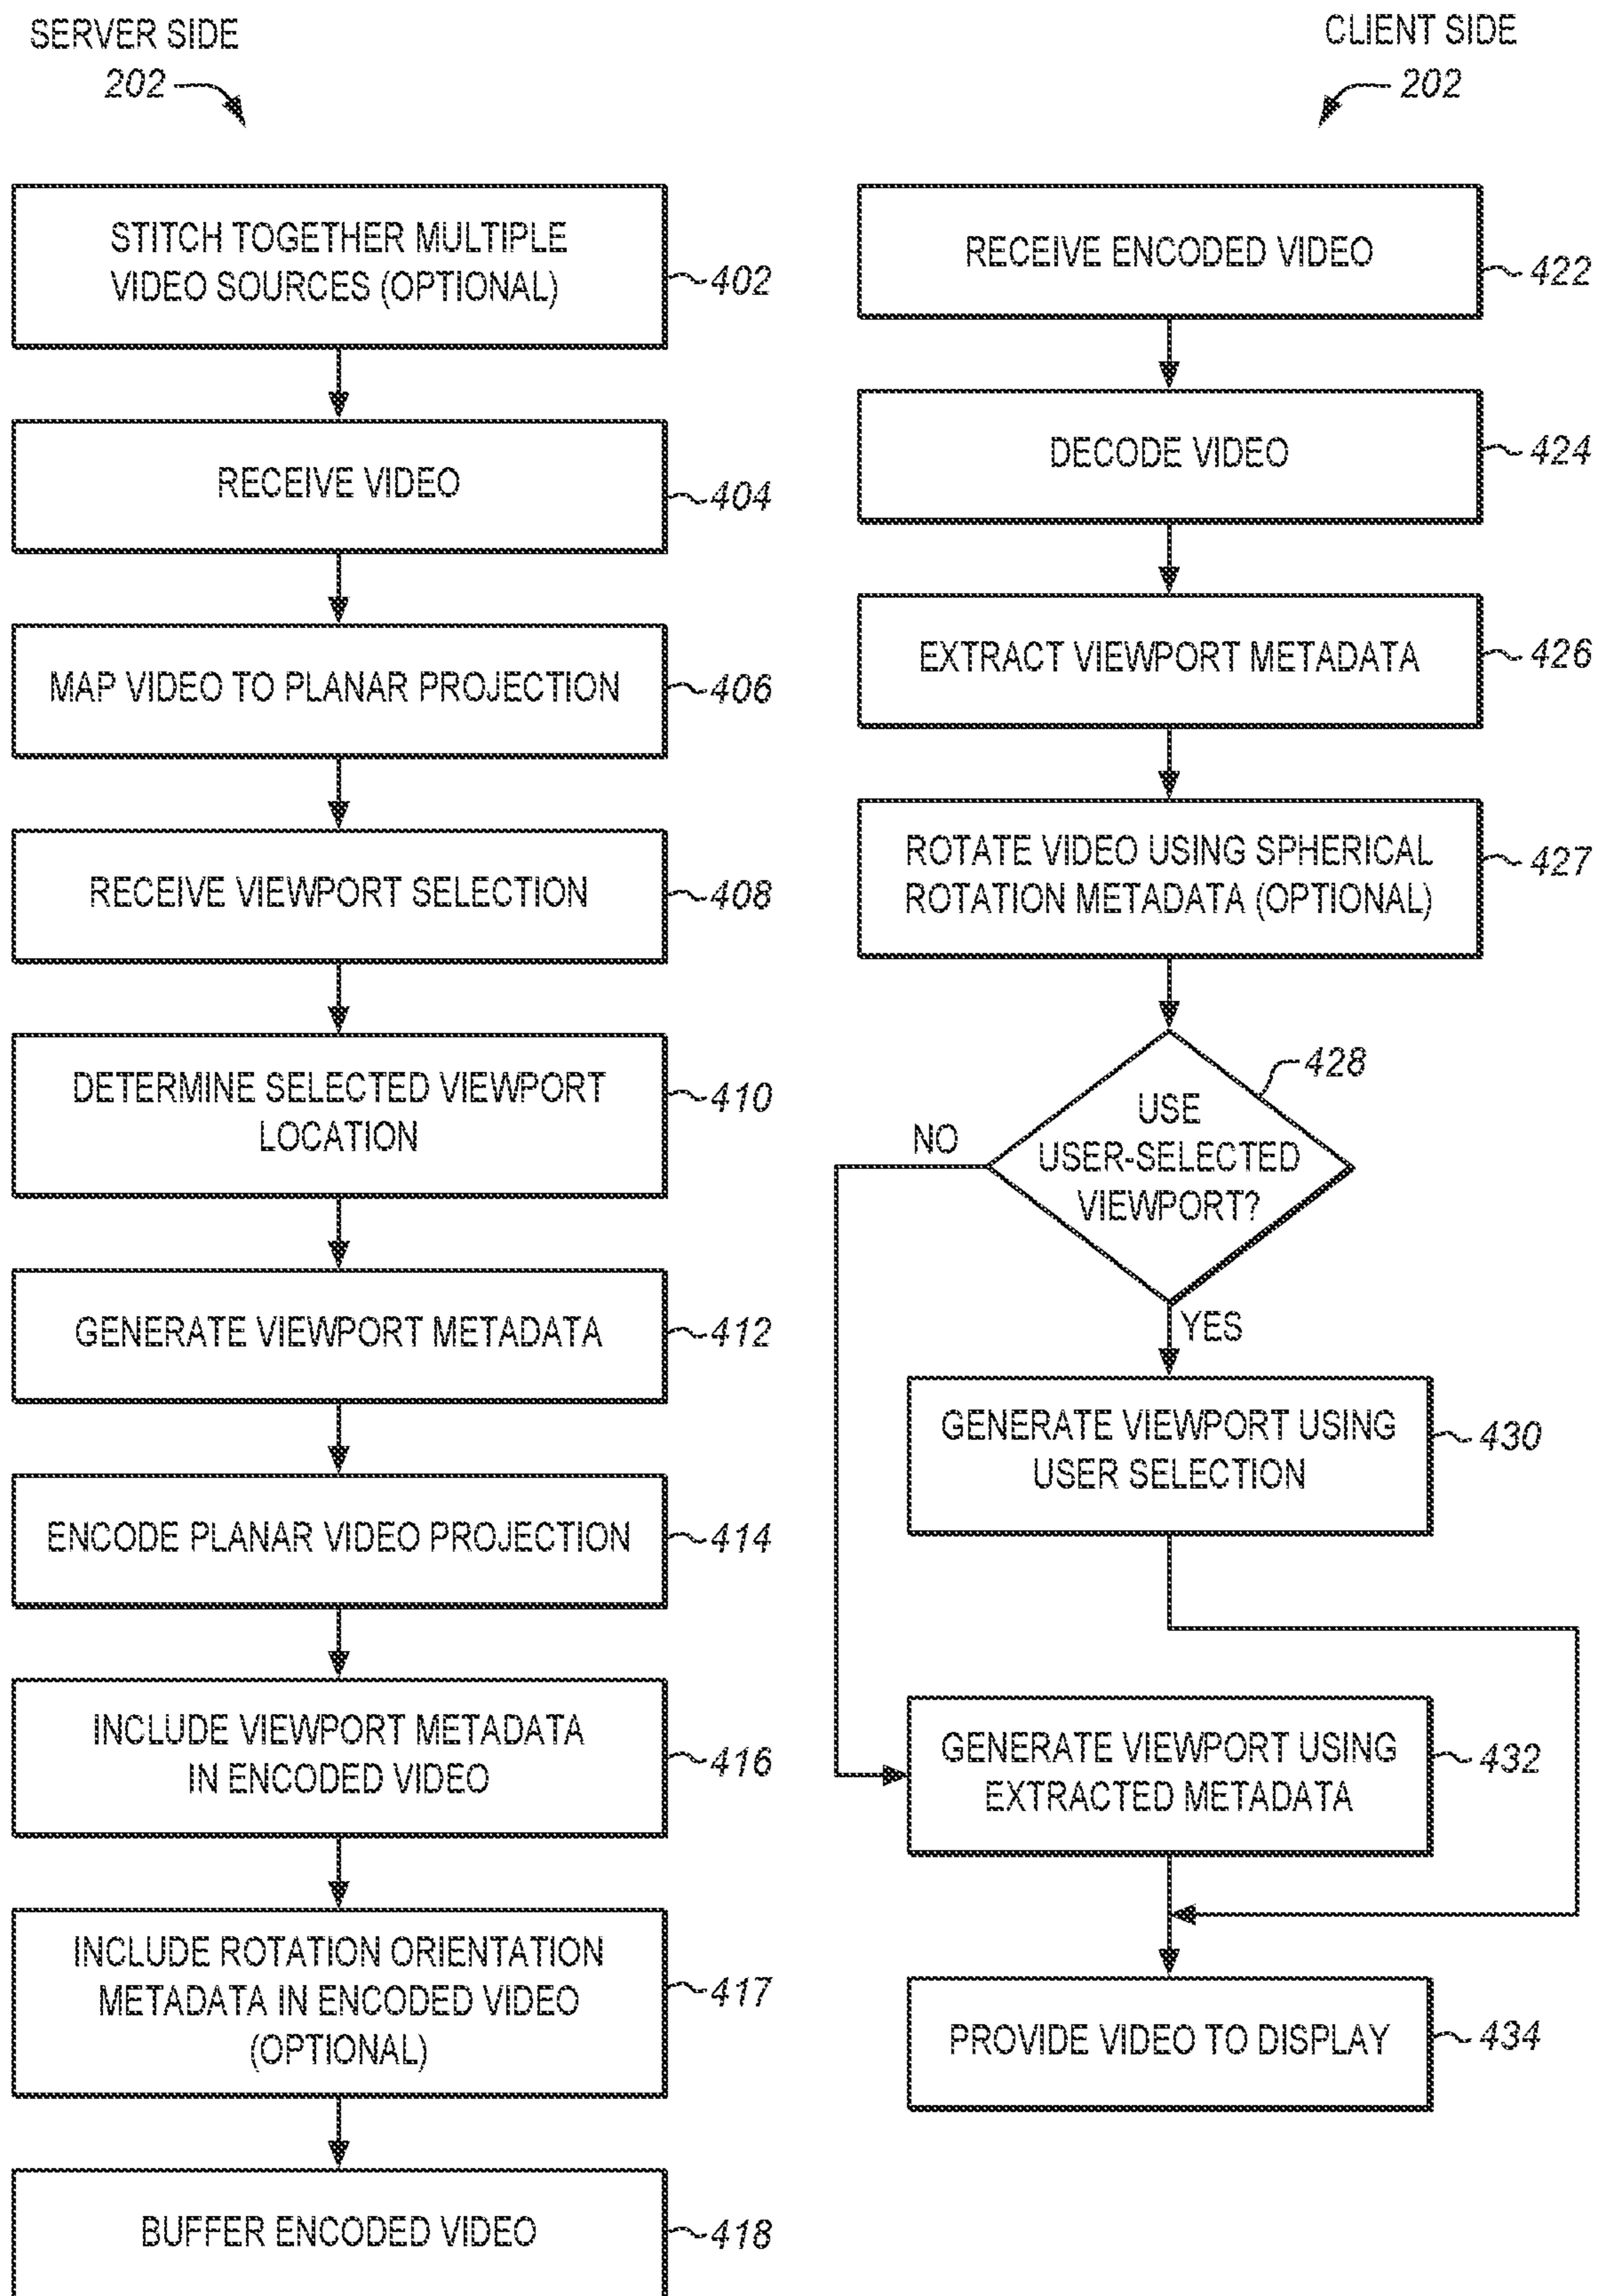 SERVER SIDE
202
STITCH TOGETHER MULTIPLE
VIDEO SOURCES (OPTIONAL)
402
RECEIVE VIDEO
404
MAP VIDEO TO PLANAR PROJECTION
406
RECEIVE VIEWPORT SELECTION
408
DETERMINE SELECTED VIEWPORT
LOCATION
410
GENERATE VIEWPORT METADATA
412
ENCODE PLANAR VIDEO PROJECTION
414
INCLUDE VIEWPORT METADATA
IN ENCODED VIDEO
416
INCLUDE ROTATION ORIENTATION
METADATA IN ENCODED VIDEO
(OPTIONAL)
417
BUFFER ENCODED VIDEO
418
CLIENT SIDE
202
RECEIVE ENCODED VIDEO
422
DECODE VIDEO
424
EXTRACT VIEWPORT METADATA
426
ROTATE VIDEO USING SPHERICAL
ROTATION METADATA (OPTIONAL)
427
428
USE
USER-SELECTED
VIEWPORT?
NO
YES
GENERATE VIEWPORT USING
USER SELECTION
430
GENERATE VIEWPORT USING
EXTRACTED METADATA
432
PROVIDE VIDEO TO DISPLAY
434